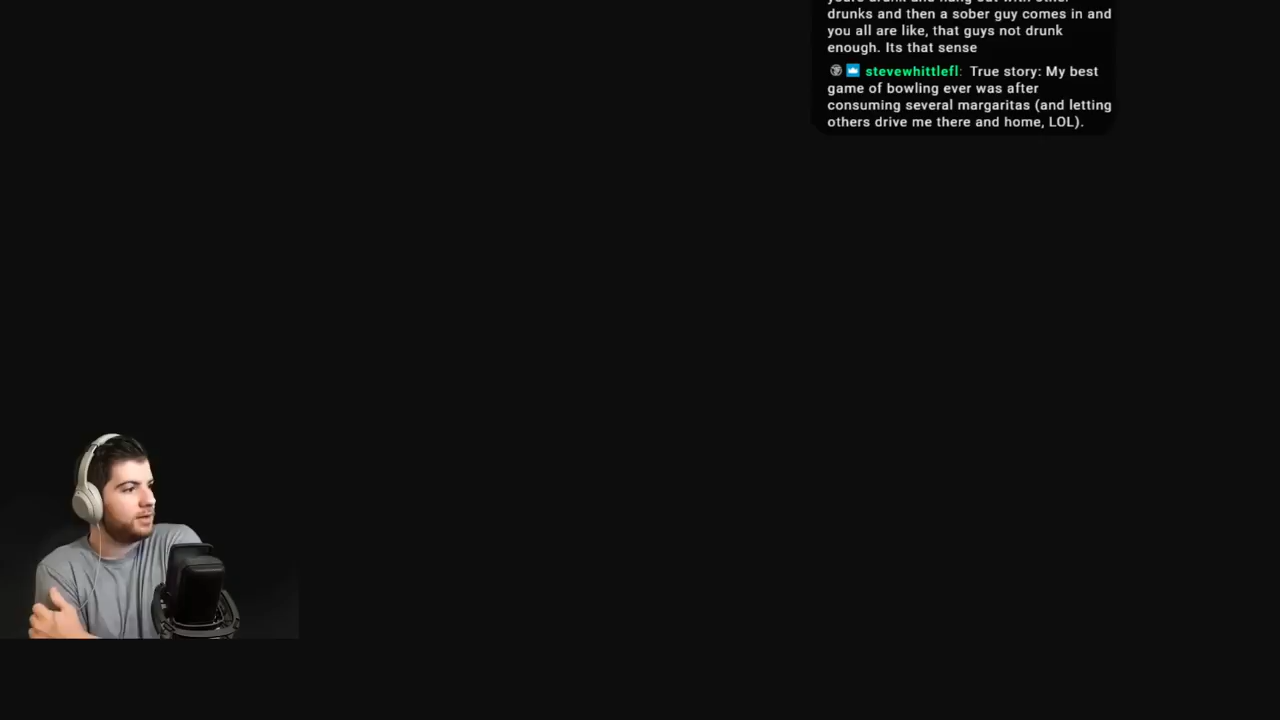 drunks and then a sober guy comes in and
you all are like, that guys not drunk
enough. Its that sense
stevewhittlefl: True story: My best
game of bowling ever was after
consuming several margaritas (and letting
others drive me there and home, LOL).